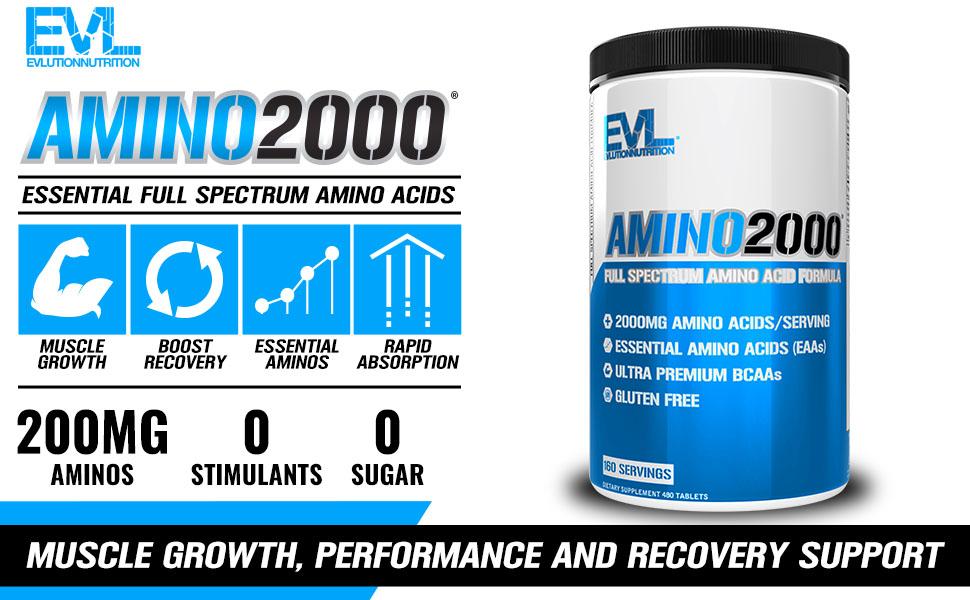 EVL
EVLUTIONNUTRITION
AMINO2000®
ESSENTIAL FULL SPECTRUM AMINO ACIDS
MUSCLE GROWTH
BOOST RECOVERY
ESSENTIAL AMINOS
RAPID ABSORPTION
200MG AMINOS
0 STIMULANTS
0 SUGAR
MUSCLE GROWTH, PERFORMANCE AND RECOVERY SUPPORT
EVL
EVLUTIONNUTRITION
AMINO2000
FULL SPECTRUM AMINO ACID FORMULA
2000MG AMINO ACIDS/SERVING
ESSENTIAL AMINO ACIDS (EAAs)
ULTRA PREMIUM BCAAs
GLUTEN FREE
160 SERVINGS
DIETARY SUPPLEMENT 480 TABLETS